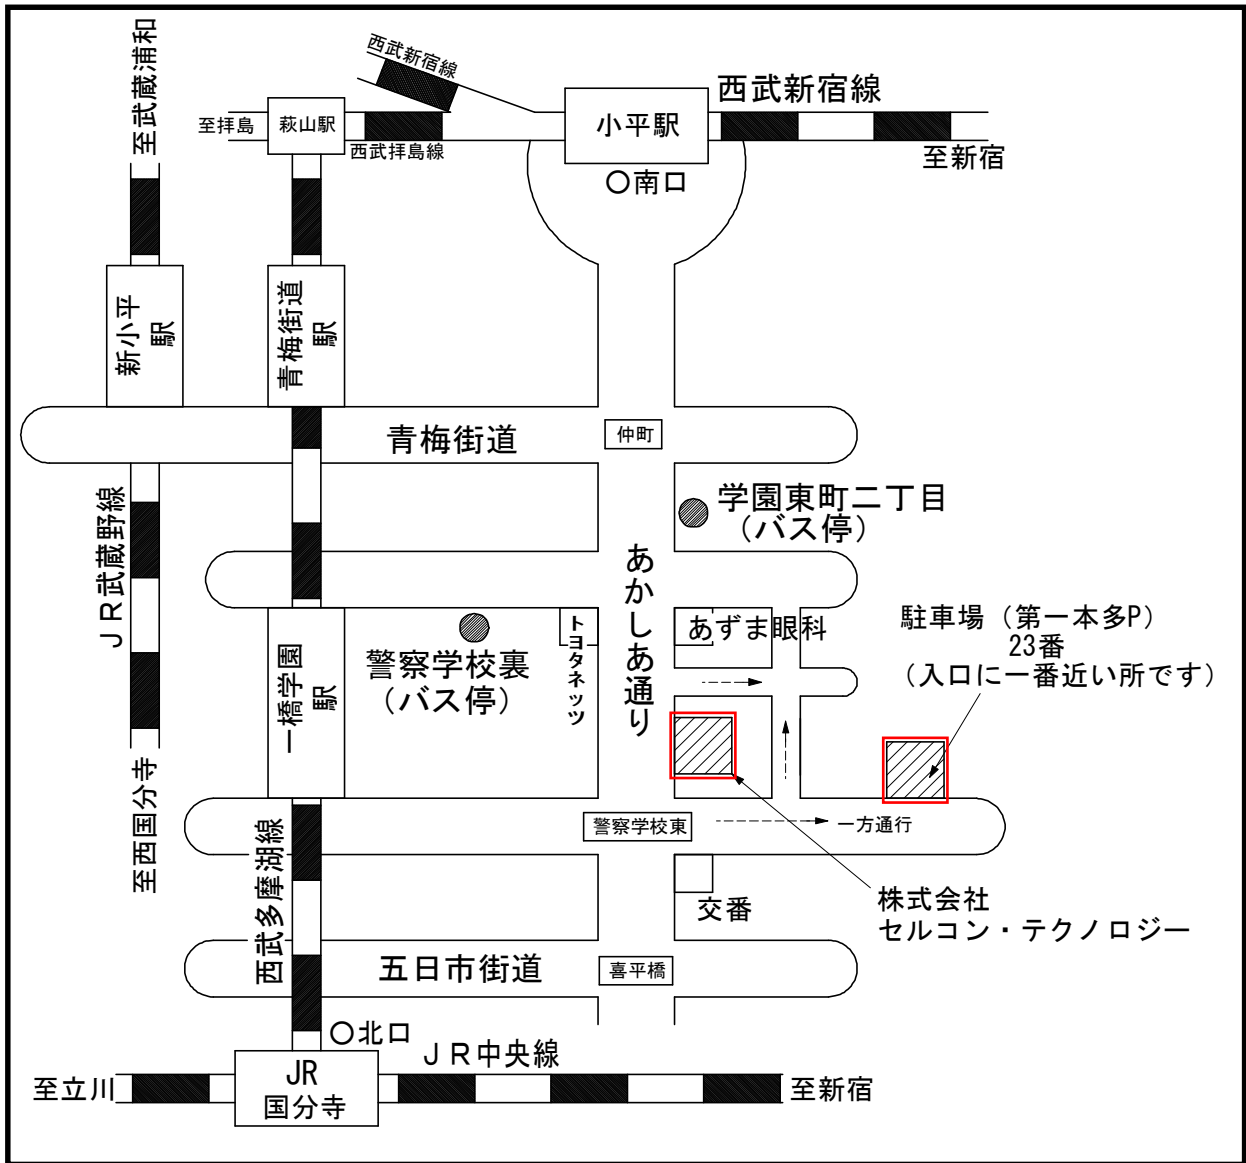 至武蔵浦和
西武新宿線
西武新宿線
至拝島
萩山駅
西武拝島線
小平駅
至新宿
○南口
新小平
駅
青梅街道
駅
青梅街道
仲町
学園東町二丁目
(バス停)
JR武蔵野線
あかしあ通り
トヨタネッツ
あずま眼科
駐車場(第一本多P)
23番
(入口に一番近い所です)
一橋学園
駅
警察学校裏
(バス停)
至西国分寺
西武多摩湖線
警察学校東
一方通行
交番
株式会社
セルコン・テクノロジー
五日市街道
喜平橋
○北口
JR中央線
至立川
JR
国分寺
至新宿